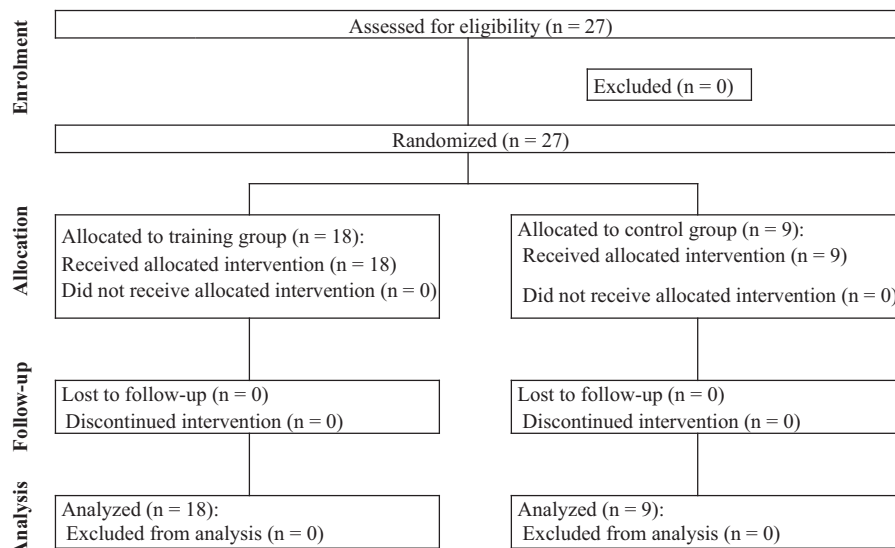 Enrolment
Assessed for eligibility (n = 27)
Excluded (n = 0)
Randomized (n = 27)
Allocation
Allocated to training group (n = 18):
Received allocated intervention (n = 18)
Did not receive allocated intervention (n = 0)
Allocated to control group (n = 9):
Received allocated intervention (n = 9)
Did not receive allocated intervention (n = 0)
Follow-up
Lost to follow-up (n = 0)
Discontinued intervention (n = 0)
Lost to follow-up (n = 0)
Discontinued intervention (n = 0)
Analysis
Analyzed (n = 18):
Excluded from analysis (n = 0)
Analyzed (n = 9):
Excluded from analysis (n = 0)